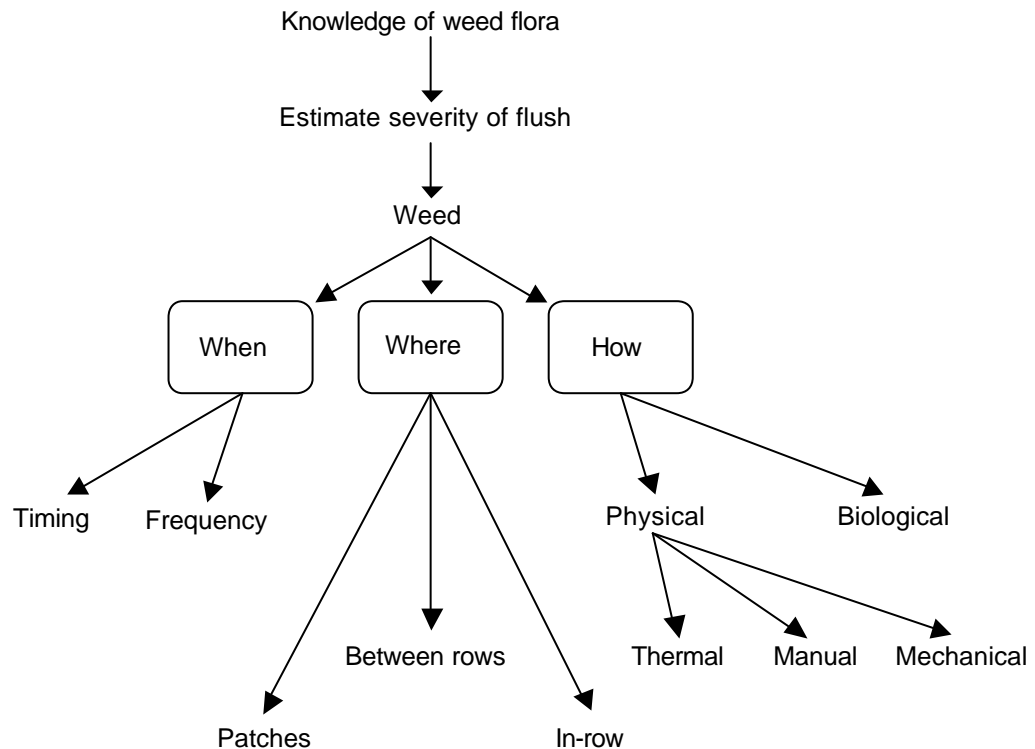 Knowledge of weed flora
Estimate severity of flush
Weed
When
Where
How
Timing
Frequency
Physical
Biological
Between rows
Thermal
Manual
Mechanical
Patches
In-row